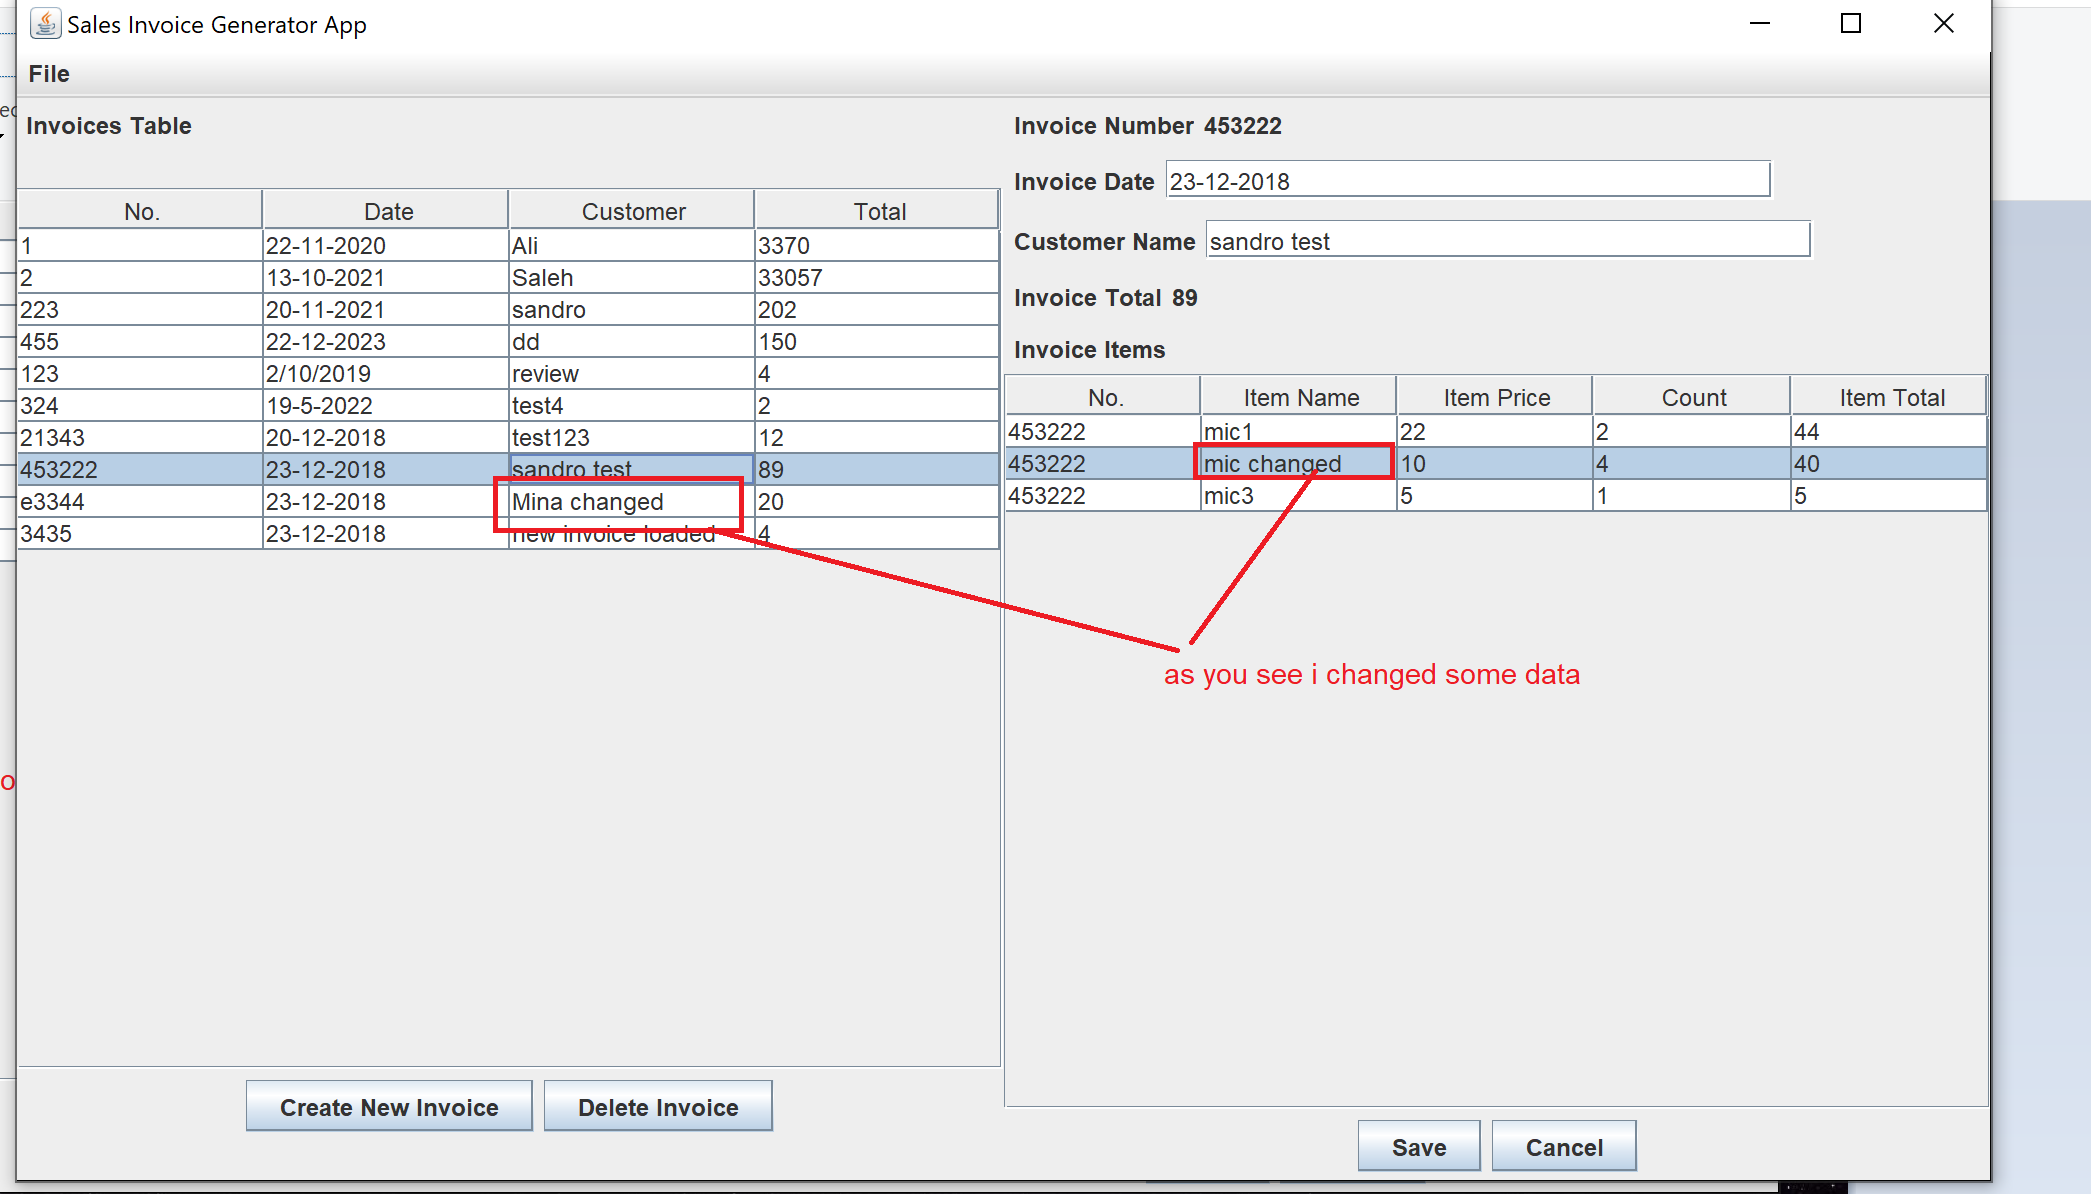 Sales Invoice Generator App
File
Invoices Table
No. Date Customer Total
1 22-11-2020 Ali 3370
2 13-10-2021 Saleh 33057
223 20-11-2021 sandro 202
455 22-12-2023 dd 150
123 2/10/2019 review 4
324 19-5-2022 test4 2
21343 20-12-2018 test123 12
453222 23-12-2018 sandro test 89
e3344 23-12-2018 Mina changed 20
3435 23-12-2018 new invoice loaded 4
Create New Invoice Delete Invoice
Invoice Number 453222
Invoice Date 23-12-2018
Customer Name sandro test
Invoice Total 89
Invoice Items
No. Item Name Item Price Count Item Total
453222 mic1 22 2 44
453222 mic changed 10 4 40
453222 mic3 5 1 5
as you see i changed some data
Save Cancel